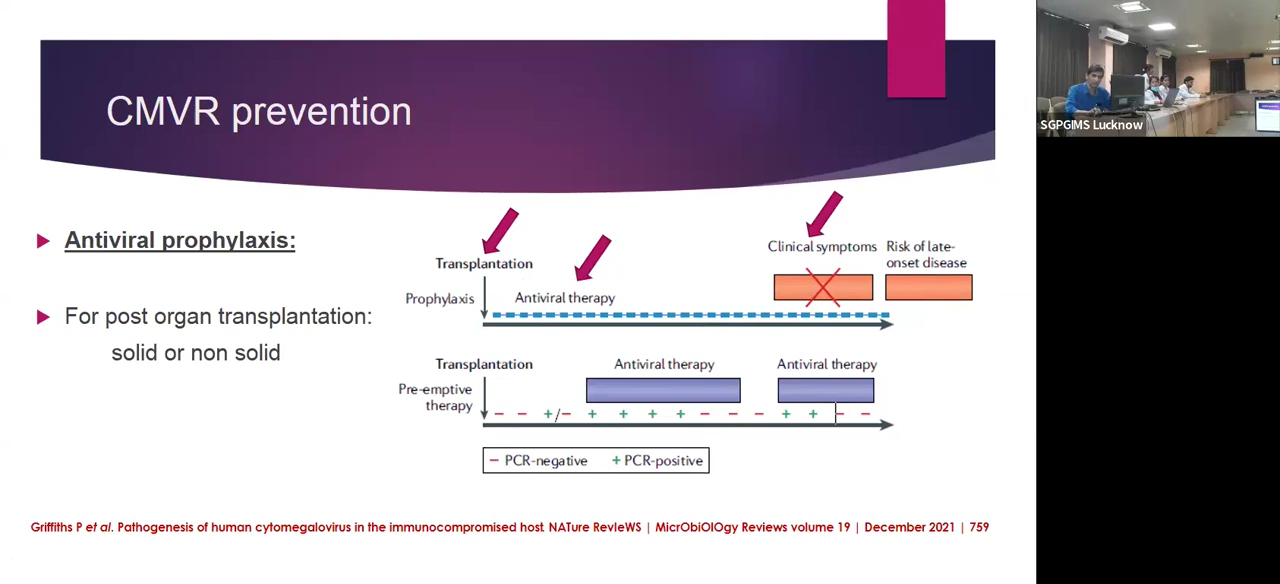 CMVR prevention
SGPGIMS Lucknow
Antiviral prophylaxis:
For post organ transplantation:
solid or non solid
Transplantation
Prophylaxis
Antiviral therapy
Clinical symptoms
Risk of late-
onset disease
Transplantation
Pre-emptive
therapy
Antiviral therapy
Antiviral therapy
− − +/− + + + + − − − + + − −
− PCR-negative + PCR-positive
Griffiths P et al. Pathogenesis of human cytomegalovirus in the immunocompromised host. NATure RevIeWS | MicrObiOlOgy Reviews volume 19 | December 2021 | 759